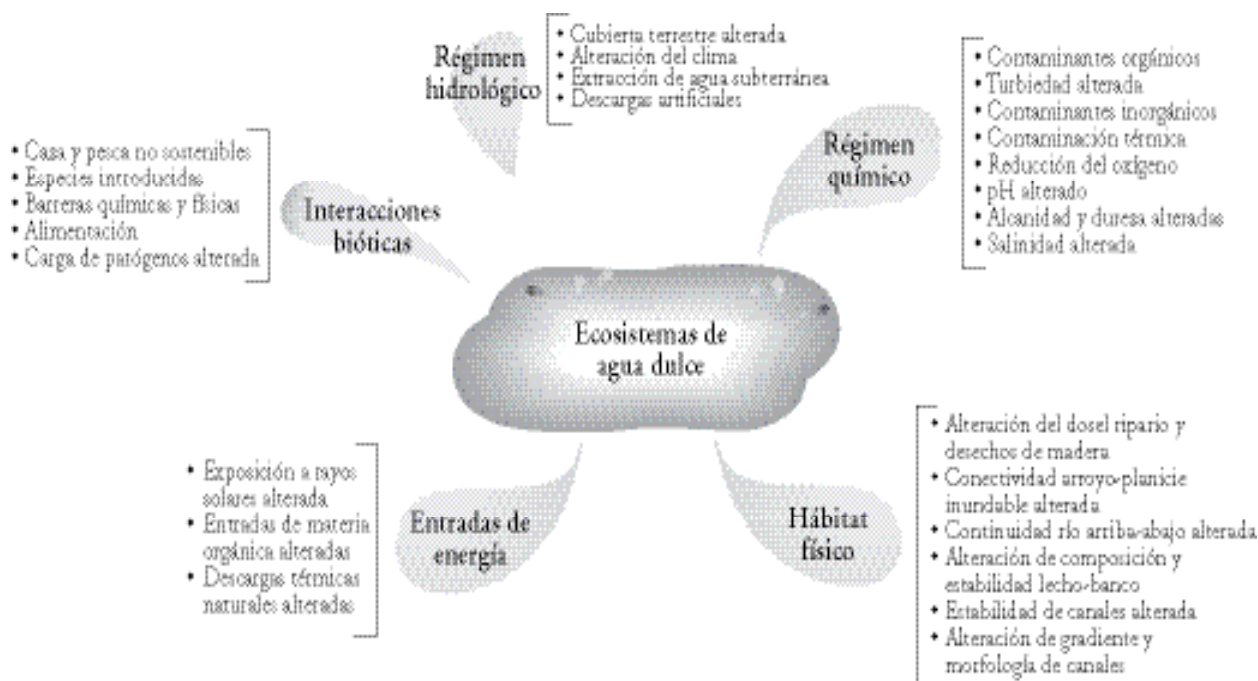 Régimen
hidrológico
• Cubierta terrestre alterada
• Alteración del clima
• Extracción de agua subterránea
• Descargas artificiales
Régimen
químico
• Contaminantes orgánicos
• Turbiedad alterada
• Contaminantes inorgánicos
• Contaminación térmica
• Reducción del oxígeno
• pH alterado
• Alcanidad y duresa alteradas
• Salinidad alterada
• Caza y pesca no sostenibles
• Especies introducidas
• Barreras químicas y físicas
• Alimentación
• Carga de patógenos alterada
Interacciones
bióticas
Ecosistemas de
agua dulce
• Exposición a rayos
solares alterada
• Entradas de materia
orgánica alteradas
• Descargas térmicas
naturales alteradas
Entradas de
energía
Hábitat
físico
• Alteración del dosel ripario y
desechos de madera
• Conectividad arroyo-planicie
inundable alterada
• Continuidad río arriba-abajo alterada
• Alteración de composición y
estabilidad lecho-banco
• Estabilidad de canales alterada
• Alteración de gradiente y
morfología de canales